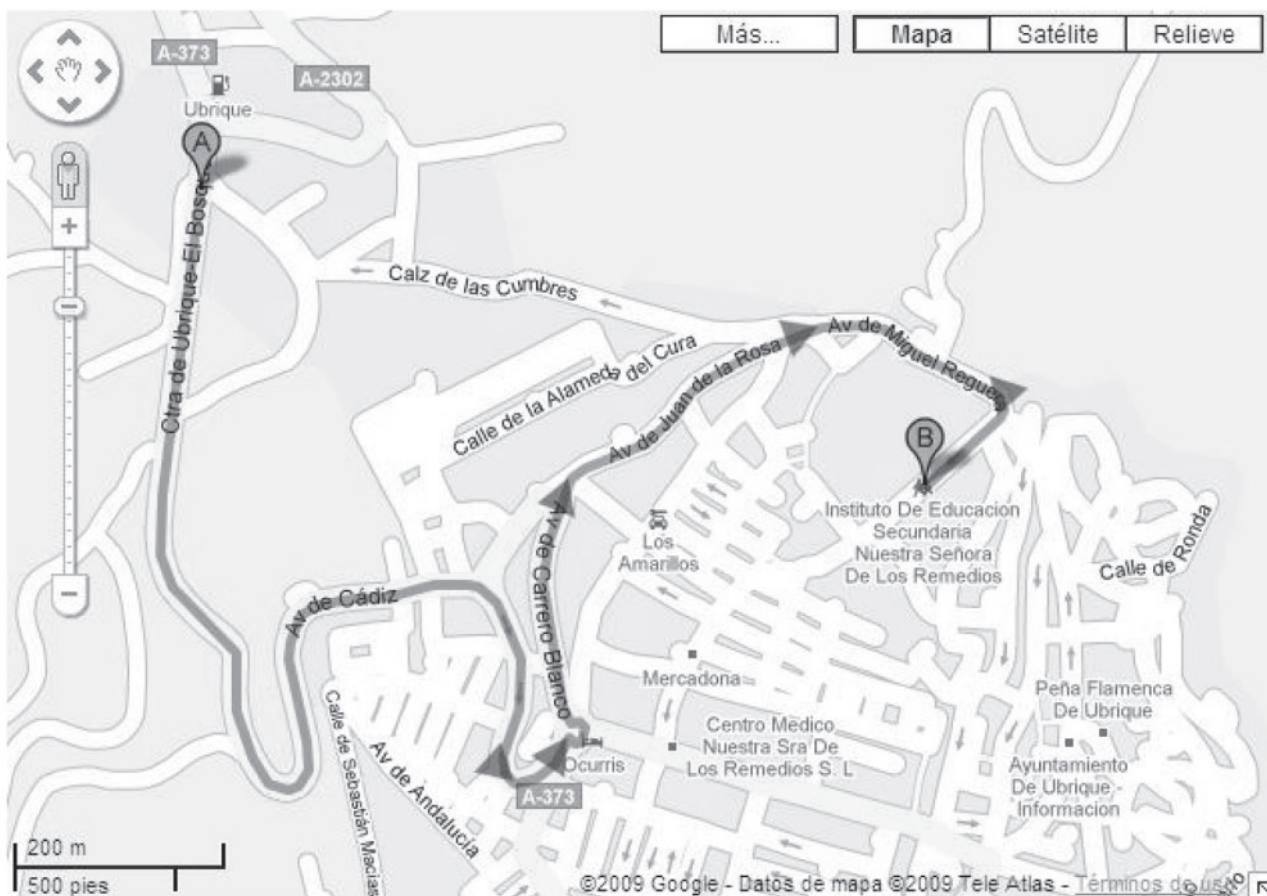 Más...
Mapa
Satélite
Relieve
A-373
A-2302
Ubrique
A
Ctra de Ubrique-El Bosque
Calz de las Cumbres
Av de Miguel Reguera
Calle de la Alameda del Cura
Av de Juan de la Rosa
B
Instituto De Educacion
Secundaria
Nuestra Señora
De Los Remedios
Los
Amarillos
Calle de Ronda
Av de Carrero Blanco
Av de Cádiz
Mercadona
Peña Flamenca
De Ubrique
Centro Medico
Nuestra Sra De
Los Remedios S. L
Ocurris
Ayuntamiento
De Ubrique -
Informacion
A-373
Calle de Sebastián Macias
Av de Andalucía
200 m
500 pies
©2009 Google - Datos de mapa ©2009 Tele Atlas - Términos de uso